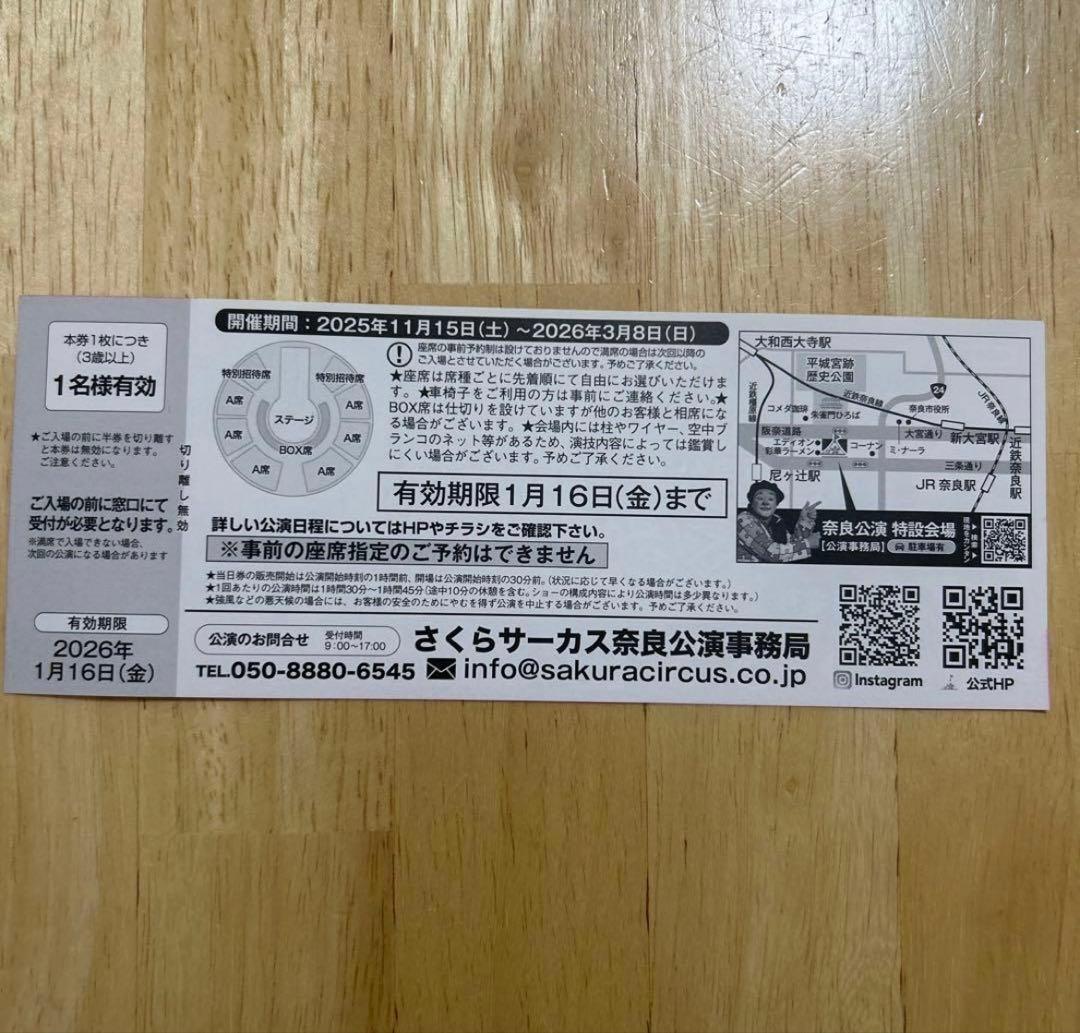 本券1枚につき
(3歳以上)
1名様有効
★ご入場の前に半券を切り離す
と本券は無効になります。
ご注意ください。
ご入場の前に窓口にて
受付が必要となります。
※満席で入場できない場合、
次回の公演になる場合があります
有効期限
2026年
1月16日(金)
切り離し無効
開催期間：2025年11月15日(土)～2026年3月8日(日)
特別招待席
特別招待席
A席
A席
ステージ
A席
A席
BOX席
A席
A席
! 座席の事前予約制は設けておりませんので満席の場合は次回以降の
ご入場とさせていただく場合がございます。予めご了承ください。
★座席は席種ごとに先着順にて自由にお選びいただけま
す。★車椅子をご利用の方は事前にご連絡ください。★
BOX席は仕切りを設けていますが他のお客様と相席にな
る場合がございます。★会場内には柱やワイヤー、空中ブ
ランコのネット等があるため、演技内容によっては鑑賞し
にくい場合がございます。予めご了承ください。
有効期限1月16日(金)まで
詳しい公演日程についてはHPやチラシをご確認下さい。
※事前の座席指定のご予約はできません
★当日券の販売開始は公演開始時刻の1時間前、開場は公演開始時刻の30分前。(状況に応じて早くなる場合がございます。)
★1回あたりの公演時間は1時間30分～1時間45分(途中10分の休憩を含む。ショーの構成内容により公演時間は多少異なります。)
★強風などの悪天候の場合には、お客様の安全のためにやむを得ず公演を中止する場合がございます。予めご了承ください。
公演のお問合せ
受付時間
9:00～17:00
さくらサーカス奈良公演事務局
TEL.050-8880-6545
info@sakuracircus.co.jp
大和西大寺駅
平城宮跡
歴史公園
近鉄橿原線
近鉄奈良線
24
JR奈良線
コメダ珈琲
朱雀門ひろば
奈良市役所
阪奈道路
大宮通り
新大宮駅
近鉄奈良駅
エディオン
彩華ラーメン
コーナン
ミ・ナーラ
三条通り
尼ヶ辻駅
JR奈良駅
奈良公演 特設会場
[公演事務局]
駐車場有
Instagram
公式HP